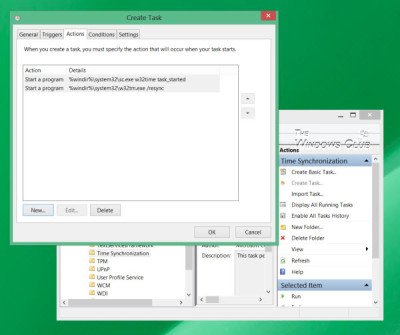 Create Task
General Triggers Actions Conditions Settings
When you create a task, you must specify the action that will occur when your task starts.
Action Details
Start a program %windir%\system32\sc.exe w32time task_started
Start a program %windir%\system32\w32tm.exe /resync
New... Edit... Delete
OK Cancel
The Windows Club
Actions
Time Synchronization
Create Basic Task...
Create Task...
Import Task...
Display All Running Tasks
Enable All Tasks History
New Folder...
Delete Folder
View
Refresh
Help
Selected Item
Run
TextServicesFramework
Time Synchronization
TPM
UPnP
User Profile Service
WCM
WDI
Author: Microsoft C
Description: This task pe